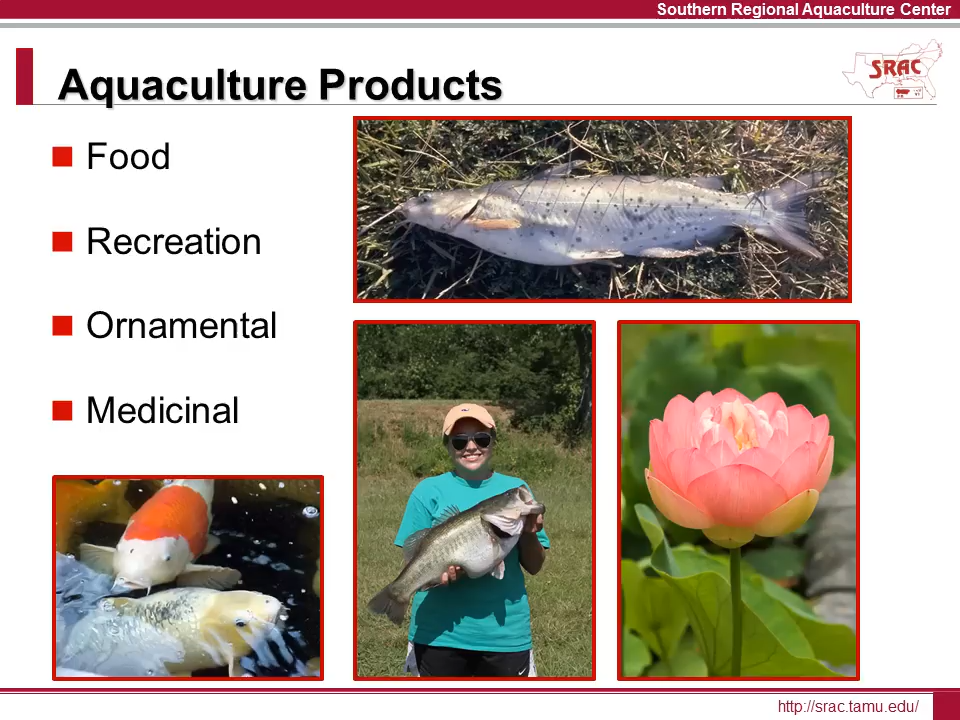 Southern Regional Aquaculture Center
Aquaculture Products
SRAC
Food
Recreation
Ornamental
Medicinal
http://srac.tamu.edu/